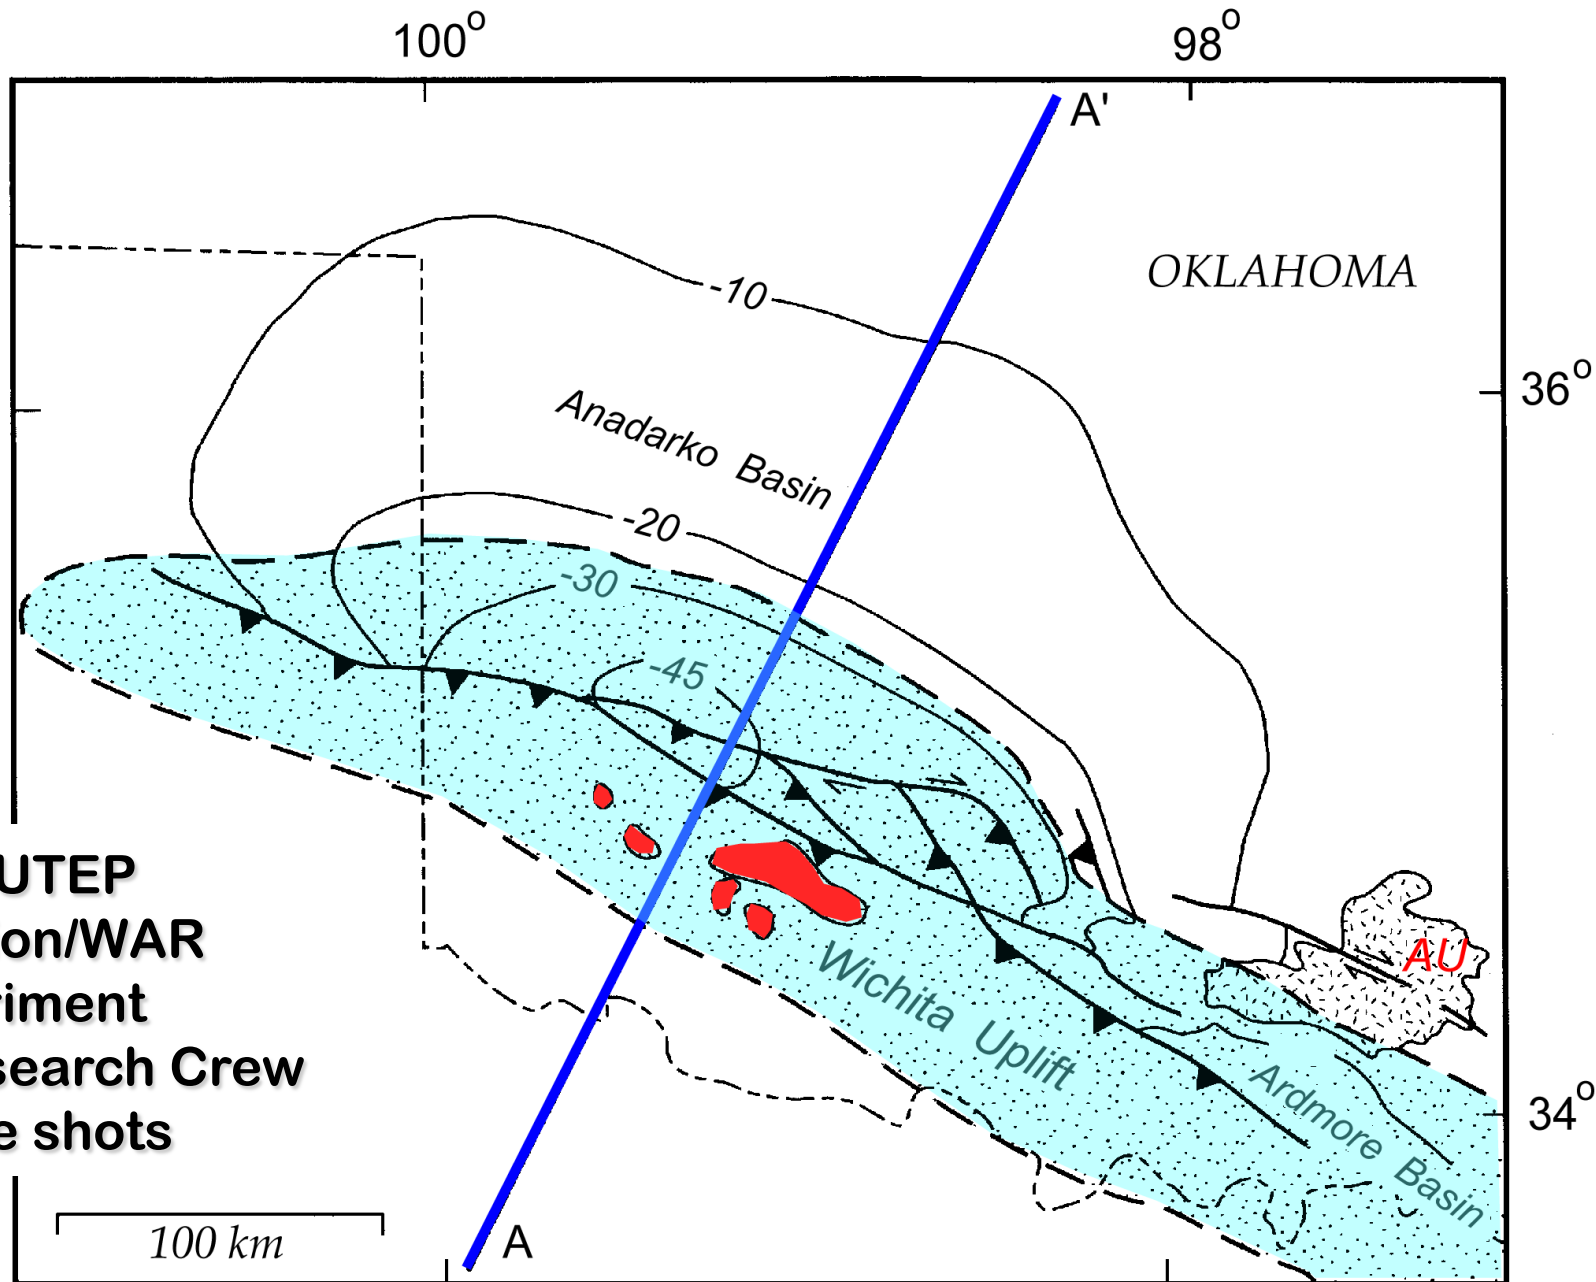 100°
98°
A'
OKLAHOMA
-10
36°
Anadarko Basin
-20
-30
-45
UTEP
on/WAR
riment
search Crew
e shots
AU
Wichita Uplift
Ardmore Basin
34°
100 km
A